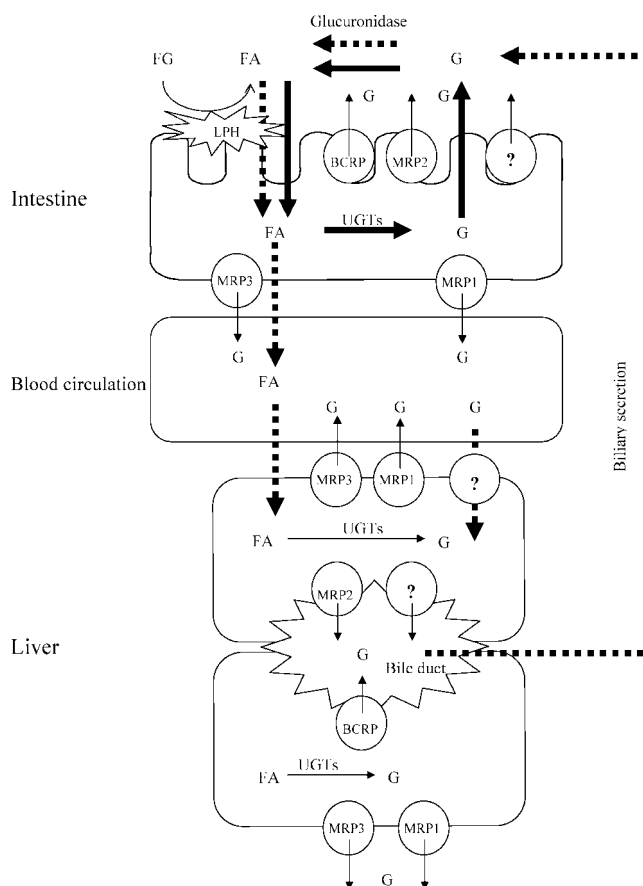 Glucuronidase
FG FA G
G G
LPH
BCRP MRP2 ?
Intestine
FA UGTs G
MRP3 MRP1
G G
Blood circulation
FA
G G G
Biliary secretion
MRP3 MRP1 ?
FA UGTs G
MRP2 ?
Liver
G
Bile duct
BCRP
UGTs
FA G
MRP3 MRP1
G